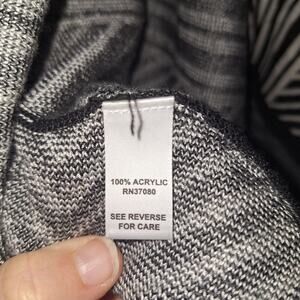 100% ACRYLIC
RN37080
SEE REVERSE
FOR CARE